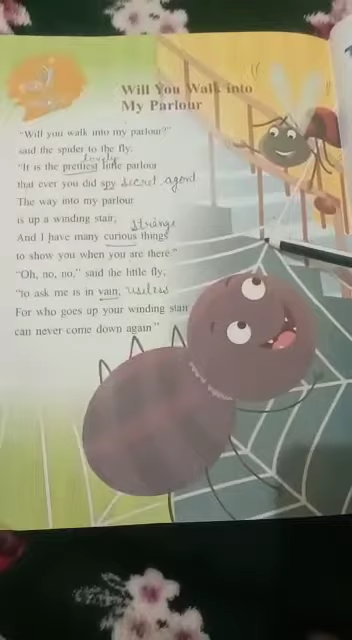 Will You Walk into
My Parlour
"Will you walk into my parlour?"
said the spider to the fly.
lovely
"It is the prettiest little parlour
that ever you did spy secret agent
The way into my parlour
is up a winding stair,
strange
And I have many curious things
to show you when you are there."
"Oh, no, no," said the little fly,
"to ask me is in vain, useless
For who goes up your winding stair
can never come down again"